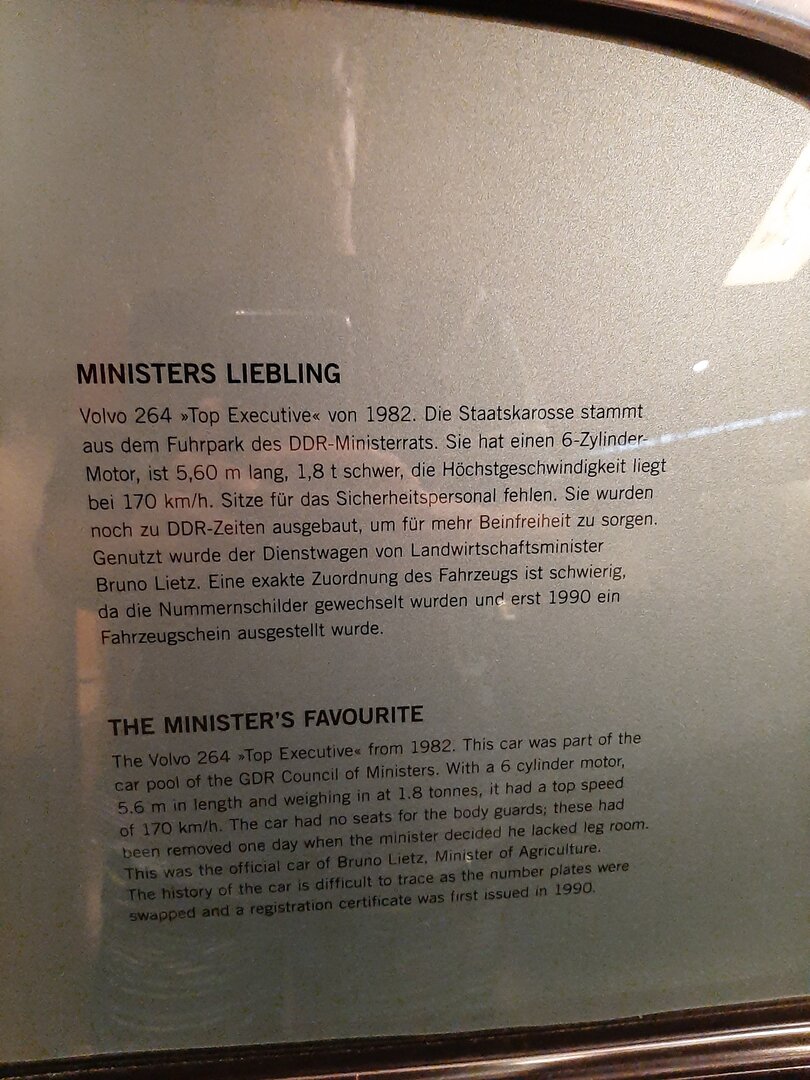 MINISTERS LIEBLING
Volvo 264 »Top Executive« von 1982. Die Staatskarosse stammt
aus dem Fuhrpark des DDR-Ministerrats. Sie hat einen 6-Zylinder-
Motor, ist 5,60 m lang, 1,8 t schwer, die Höchstgeschwindigkeit liegt
bei 170 km/h. Sitze für das Sicherheitspersonal fehlen. Sie wurden
noch zu DDR-Zeiten ausgebaut, um für mehr Beinfreiheit zu sorgen.
Genutzt wurde der Dienstwagen von Landwirtschaftsminister
Bruno Lietz. Eine exakte Zuordnung des Fahrzeugs ist schwierig,
da die Nummernschilder gewechselt wurden und erst 1990 ein
Fahrzeugschein ausgestellt wurde.
THE MINISTER'S FAVOURITE
The Volvo 264 »Top Executive« from 1982. This car was part of the
car pool of the GDR Council of Ministers. With a 6 cylinder motor,
5.6 m in length and weighing in at 1.8 tonnes, it had a top speed
of 170 km/h. The car had no seats for the body guards; these had
been removed one day when the minister decided he lacked leg room.
This was the official car of Bruno Lietz, Minister of Agriculture.
The history of the car is difficult to trace as the number plates were
swapped and a registration certificate was first issued in 1990.